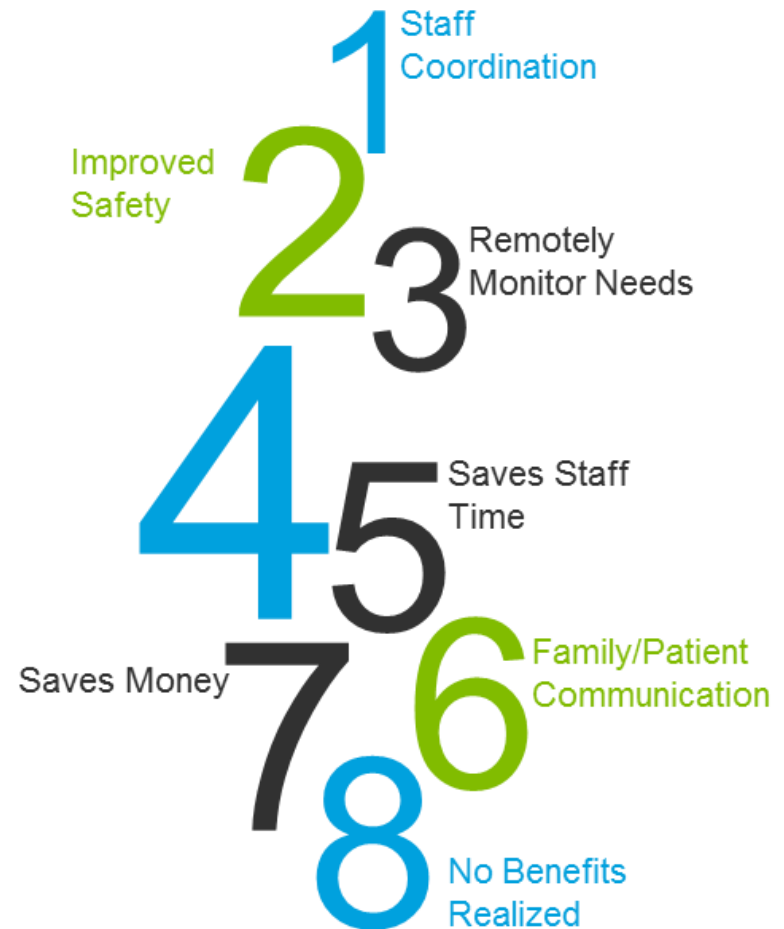 1
Staff
Coordination
2
Improved
Safety
3
Remotely
Monitor Needs
4
5
Saves Staff
Time
6
Family/Patient
Communication
7
Saves Money
8
No Benefits
Realized